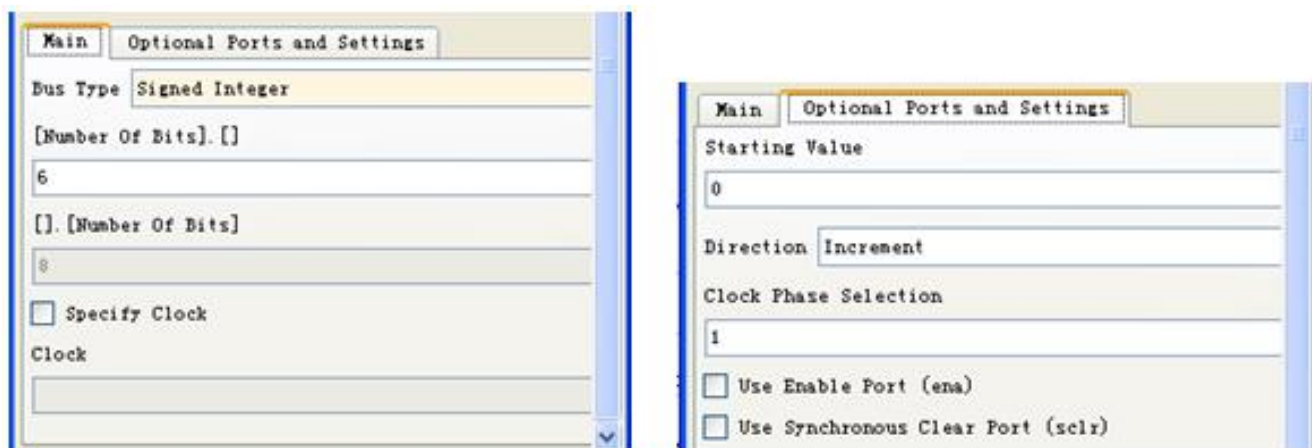 Main Optional Ports and Settings
Bus Type Signed Integer
[Number Of Bits].[]
6
[].[Number Of Bits]
8
Specify Clock
Clock
Main Optional Ports and Settings
Starting Value
0
Direction Increment
Clock Phase Selection
1
Use Enable Port (ena)
Use Synchronous Clear Port (sclr)